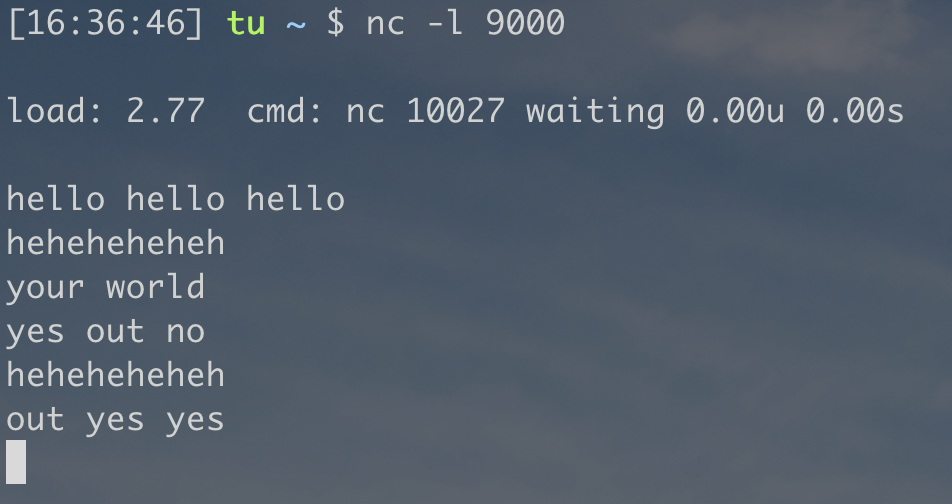 [16:36:46] tu ~ $ nc -l 9000
load: 2.77  cmd: nc 10027 waiting 0.00u 0.00s
hello hello hello
heheheheheh
your world
yes out no
heheheheheh
out yes yes